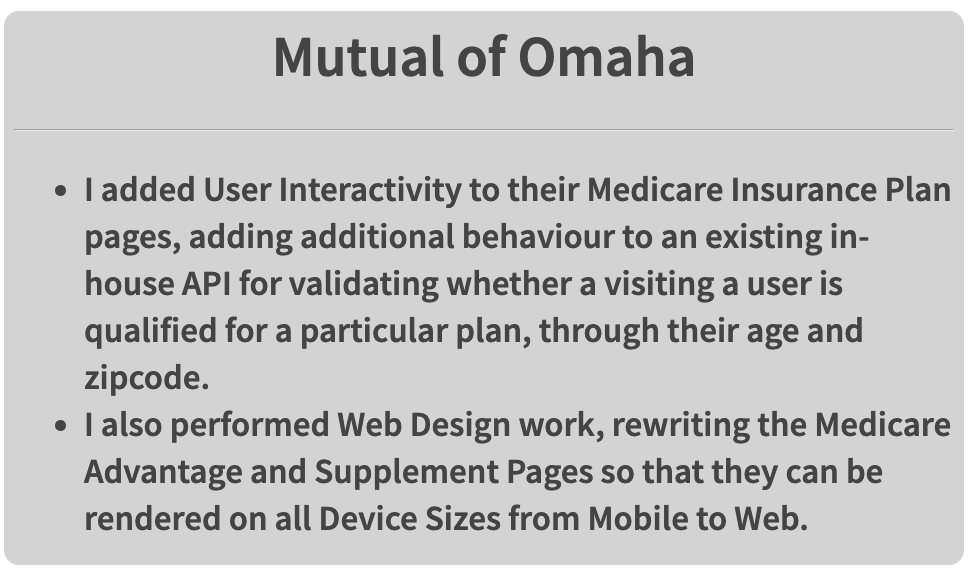 Mutual of Omaha
• I added User Interactivity to their Medicare Insurance Plan
pages, adding additional behaviour to an existing in-
house API for validating whether a visiting a user is
qualified for a particular plan, through their age and
zipcode.
• I also performed Web Design work, rewriting the Medicare
Advantage and Supplement Pages so that they can be
rendered on all Device Sizes from Mobile to Web.